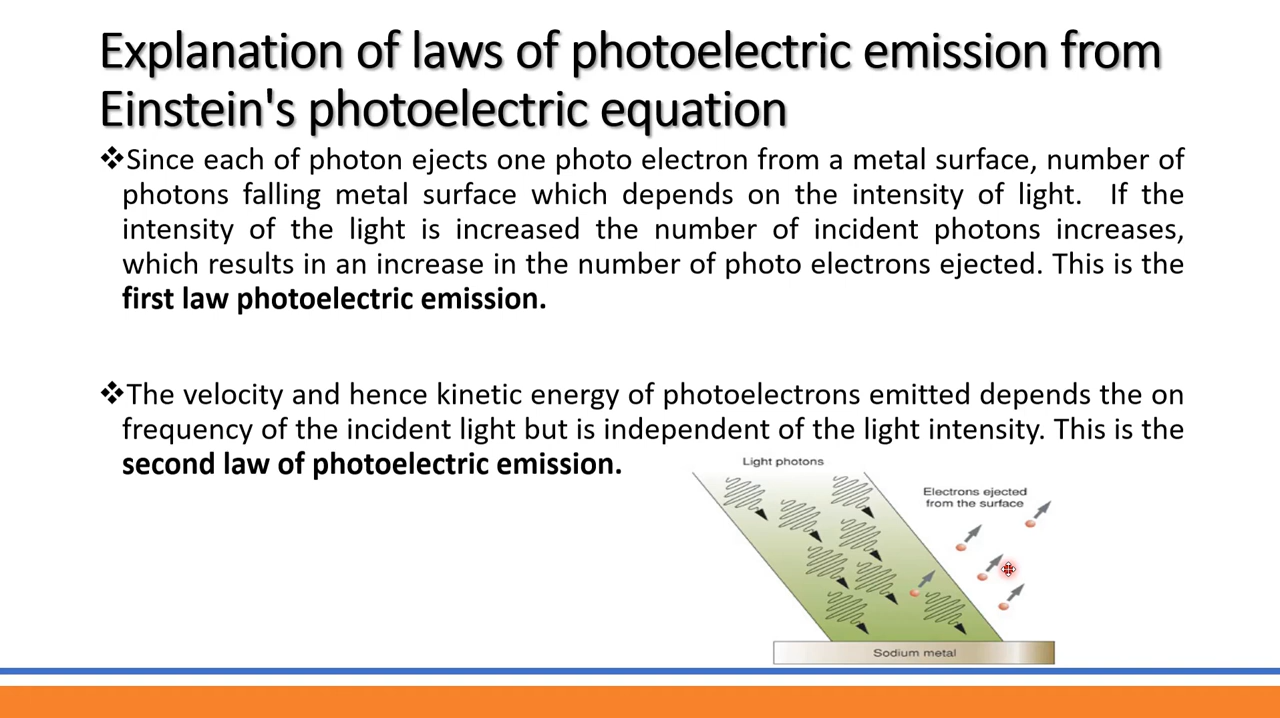 Explanation of laws of photoelectric emission from
Einstein's photoelectric equation
❖Since each of photon ejects one photo electron from a metal surface, number of
photons falling metal surface which depends on the intensity of light. If the
intensity of the light is increased the number of incident photons increases,
which results in an increase in the number of photo electrons ejected. This is the
first law photoelectric emission.
❖The velocity and hence kinetic energy of photoelectrons emitted depends the on
frequency of the incident light but is independent of the light intensity. This is the
second law of photoelectric emission.
Light photons
Electrons ejected
from the surface
Sodium metal